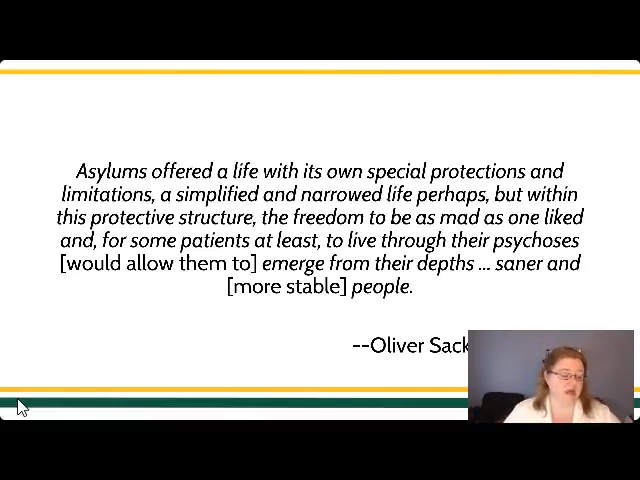 Asylums offered a life with its own special protections and
limitations, a simplified and narrowed life perhaps, but within
this protective structure, the freedom to be as mad as one liked
and, for some patients at least, to live through their psychoses
[would allow them to] emerge from their depths ... saner and
[more stable] people.
--Oliver